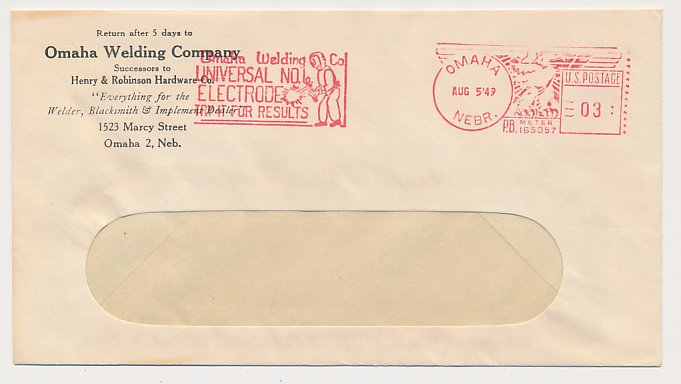 Return after 5 days to
Omaha Welding Company
Successors to
Henry & Robinson Hardware Co.
"Everything for the
Welder, Blacksmith & Implement Dealer"
1523 Marcy Street
Omaha 2, Neb.
Omaha Welding Co
UNIVERSAL NO. 1
ELECTRODE
FOR RESULTS
OMAHA
AUG 5 '49
NEBR.
U.S. POSTAGE
03
P.B. METER
165357